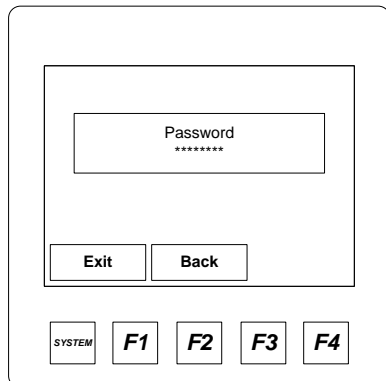 Password
********
Exit Back
SYSTEM F1 F2 F3 F4